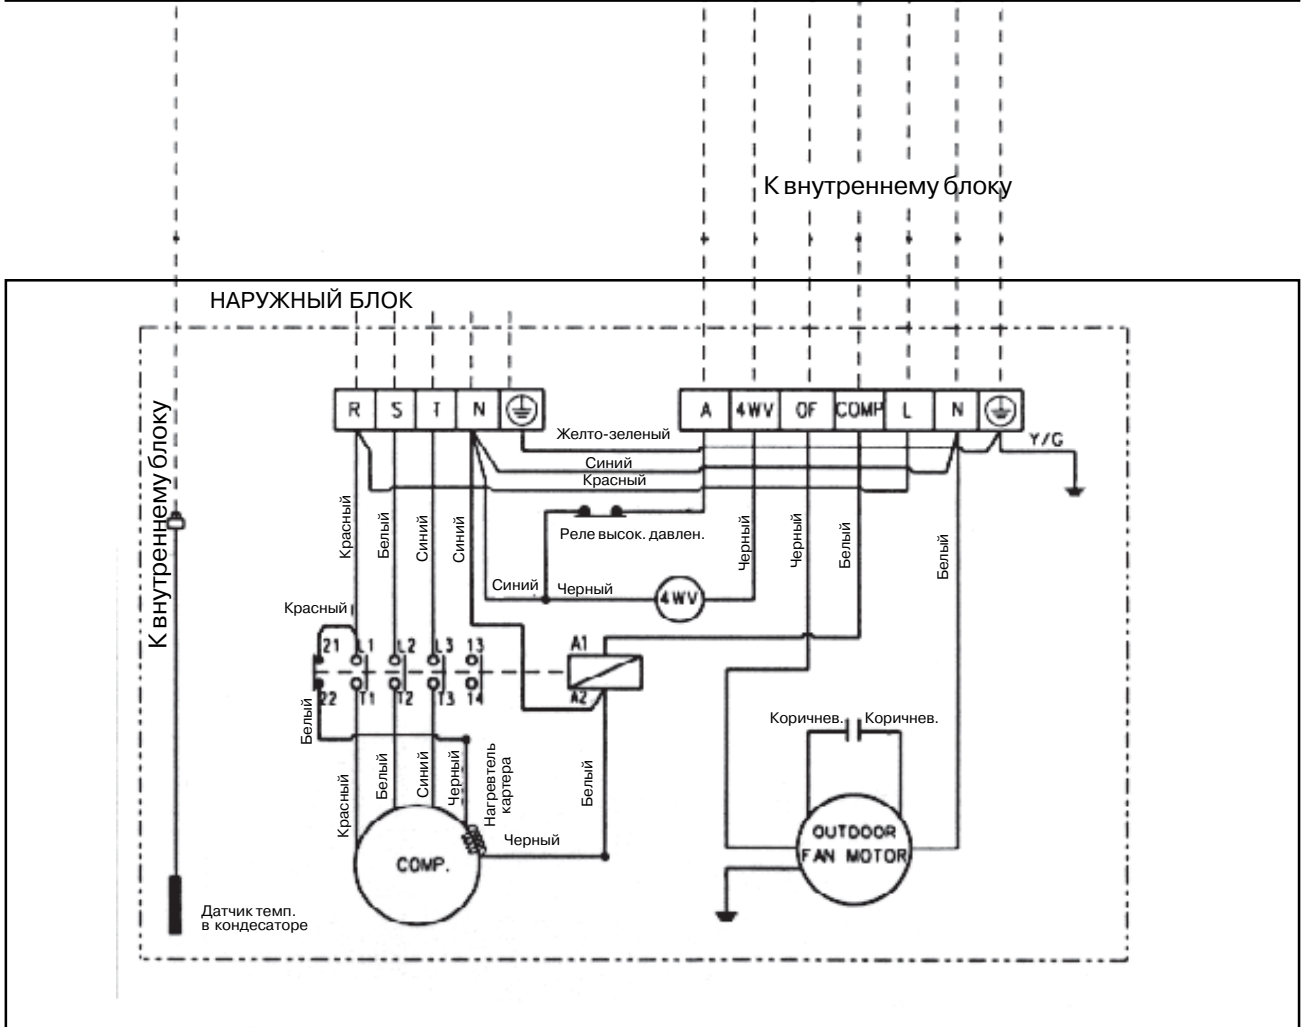 К внутреннему блоку
НАРУЖНЫЙ БЛОК
R S T N
A 4WV OF COMP L N
Желто-зеленый
Y/G
Синий
Красный
К внутреннему блоку
Красный
Белый
Синий
Синий
Реле высок. давлен.
Черный
Черный
Белый
Белый
Синий
Черный
4WV
Красный
21 L1 L2 L3 13
A1
22 T1 T2 T3 14
A2
Белый
Коричнев. Коричнев.
Красный
Белый
Синий
Черный
Нагревтель
картера
Белый
Черный
COMP.
OUTDOOR
FAN MOTOR
Датчик темп.
в кондесаторе